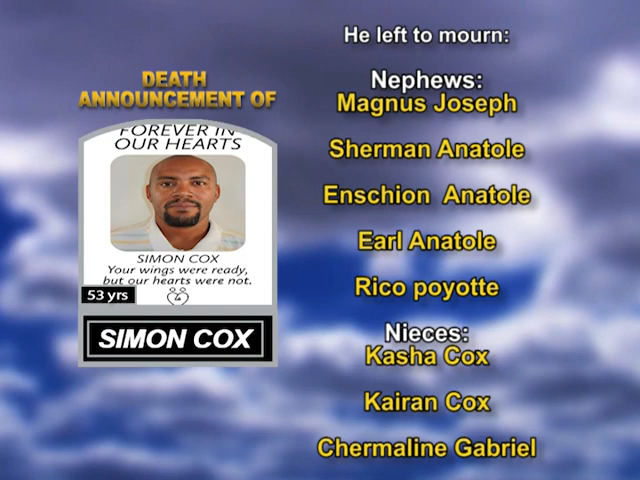 DEATH
ANNOUNCEMENT OF
FOREVER IN
OUR HEARTS
SIMON COX
Your wings were ready,
but our hearts were not.
53 yrs
SIMON COX
He left to mourn:
Nephews:
Magnus Joseph
Sherman Anatole
Enschion Anatole
Earl Anatole
Rico poyotte
Nieces:
Kasha Cox
Kairan Cox
Chermaline Gabriel